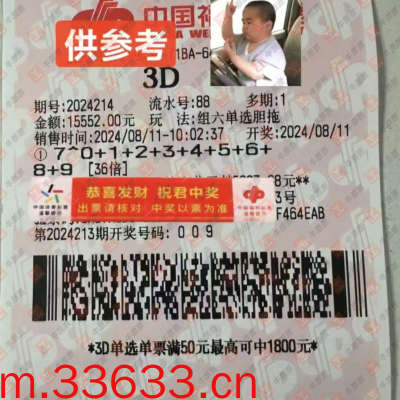 中国福
供参考
3D
期号:2024214 流水号:88 多期:1
金额:15552.00元 玩 法:组六单选胆拖
销售时间:2024/08/11-10:02:37 开奖:2024/08/11
① 7^0+1+2+3+4+5+6+
8+9 [36倍]
恭喜发财 祝君中奖
出票请核对 中奖以票为准
F464EAB
第2024213期开奖号码:0 0 9
*3D单选单票满50元最高可中1800元*
m.33633.cn